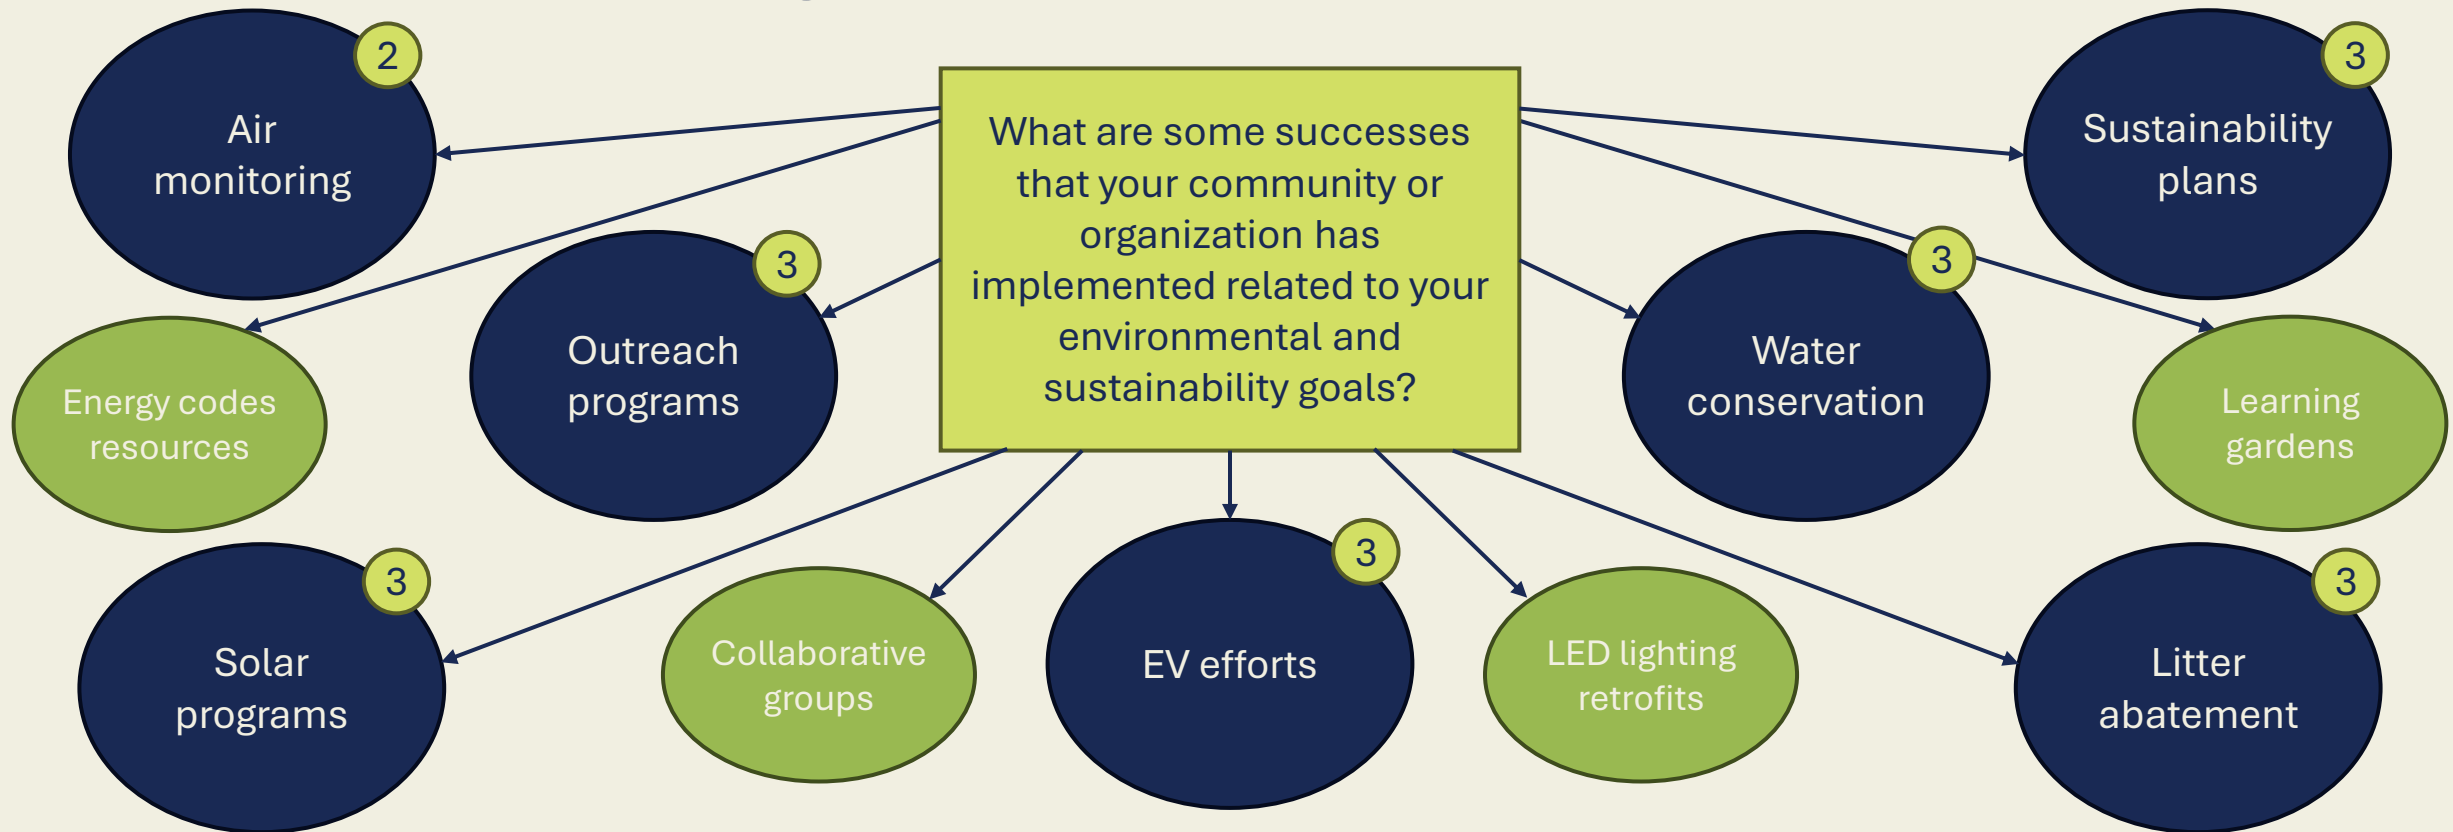 What are some successes
that your community or
organization has
implemented related to your
environmental and
sustainability goals?
2
Air
monitoring
3
Sustainability
plans
3
Outreach
programs
3
Water
conservation
Energy codes
resources
Learning
gardens
3
Solar
programs
Collaborative
groups
3
EV efforts
LED lighting
retrofits
3
Litter
abatement